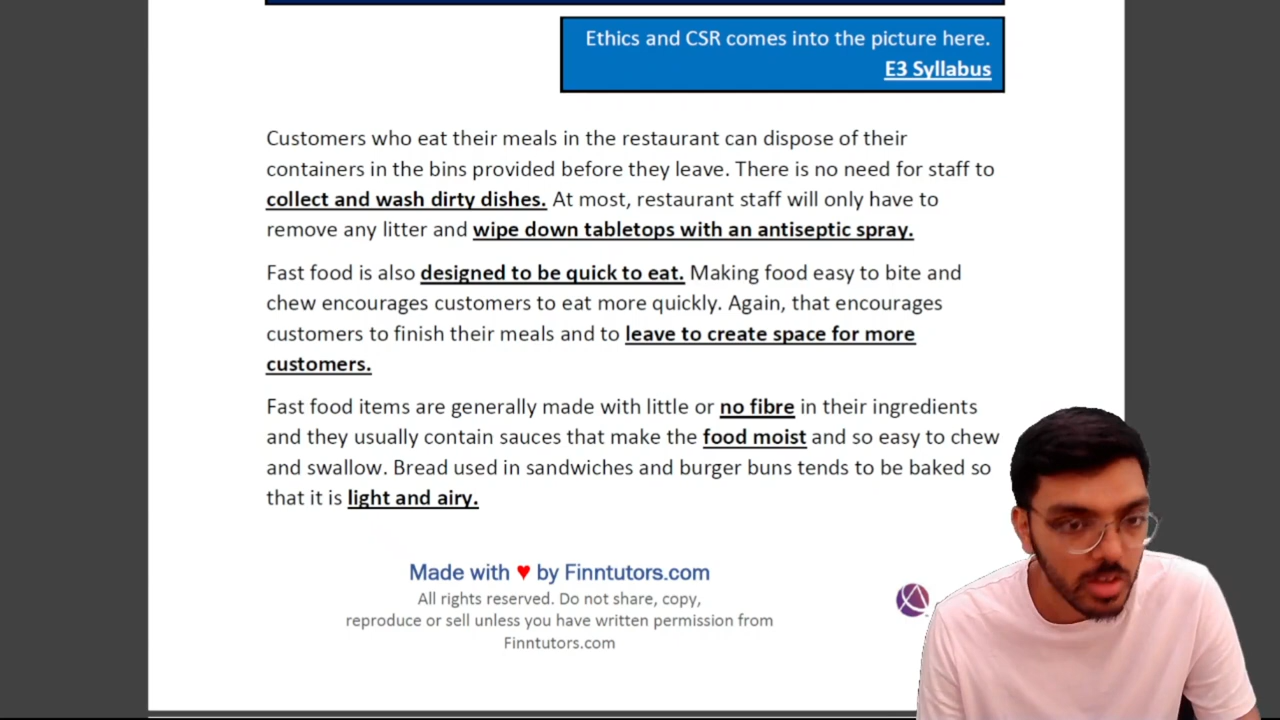 Ethics and CSR comes into the picture here.
E3 Syllabus
Customers who eat their meals in the restaurant can dispose of their
containers in the bins provided before they leave. There is no need for staff to
collect and wash dirty dishes. At most, restaurant staff will only have to
remove any litter and wipe down tabletops with an antiseptic spray.
Fast food is also designed to be quick to eat. Making food easy to bite and
chew encourages customers to eat more quickly. Again, that encourages
customers to finish their meals and to leave to create space for more
customers.
Fast food items are generally made with little or no fibre in their ingredients
and they usually contain sauces that make the food moist and so easy to chew
and swallow. Bread used in sandwiches and burger buns tends to be baked so
that it is light and airy.
Made with ♥ by Finntutors.com
All rights reserved. Do not share, copy,
reproduce or sell unless you have written permission from
Finntutors.com